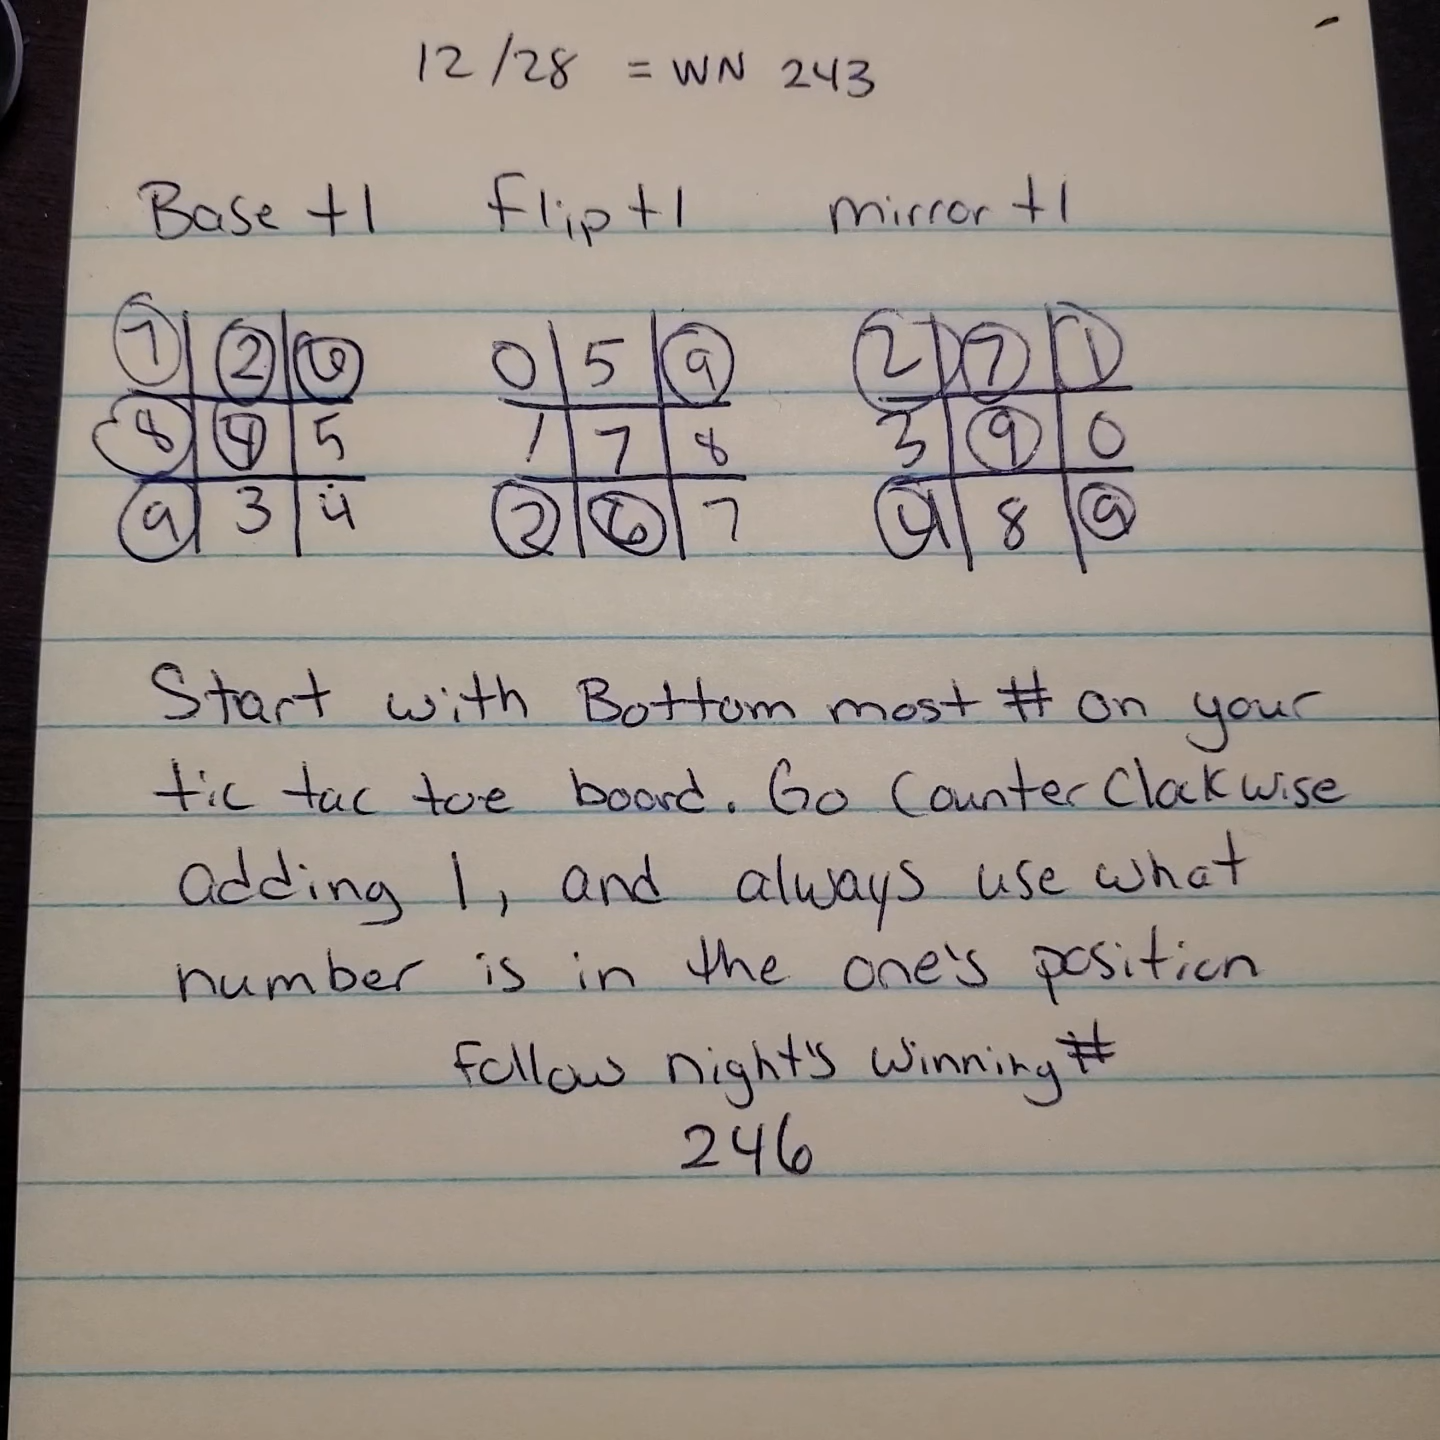 12/28 = WN 243
Base +1 flip +1 mirror +1
7 2 6 0 5 9 2 7 1
8 4 5 1 7 8 3 9 0
9 3 4 2 6 7 4 8 9
Start with Bottom most # on your
tic tac toe board. Go Counter Clockwise
adding 1, and always use what
number is in the one's position
follow night's winning #
246